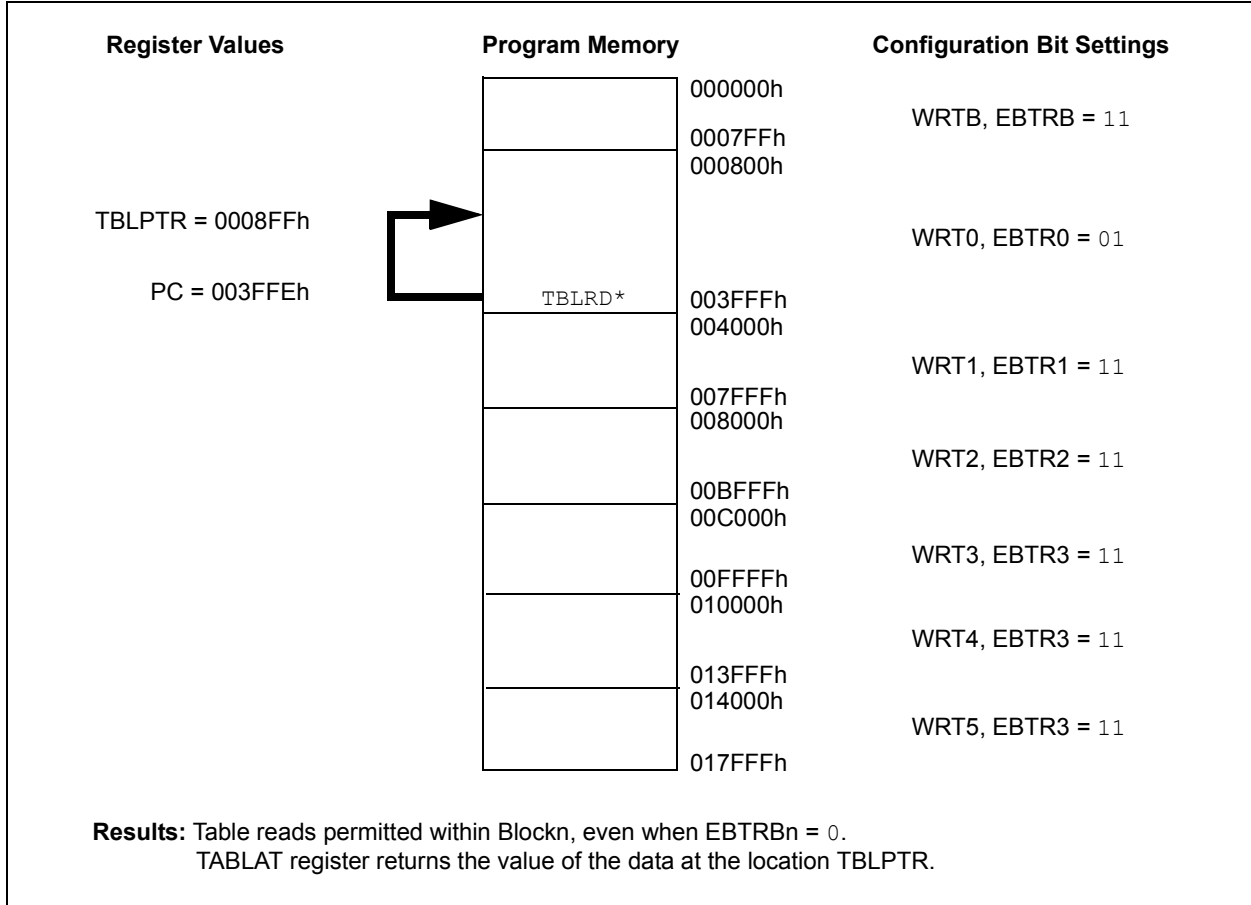 Register Values Program Memory Configuration Bit Settings
000000h
WRTB, EBTRB = 11
0007FFh
000800h
TBLPTR = 0008FFh
WRT0, EBTR0 = 01
PC = 003FFEh
TBLRD*
003FFFh
004000h
WRT1, EBTR1 = 11
007FFFh
008000h
WRT2, EBTR2 = 11
00BFFFh
00C000h
WRT3, EBTR3 = 11
00FFFFh
010000h
WRT4, EBTR3 = 11
013FFFh
014000h
WRT5, EBTR3 = 11
017FFFh
Results: Table reads permitted within Blockn, even when EBTRBn = 0.
TABLAT register returns the value of the data at the location TBLPTR.